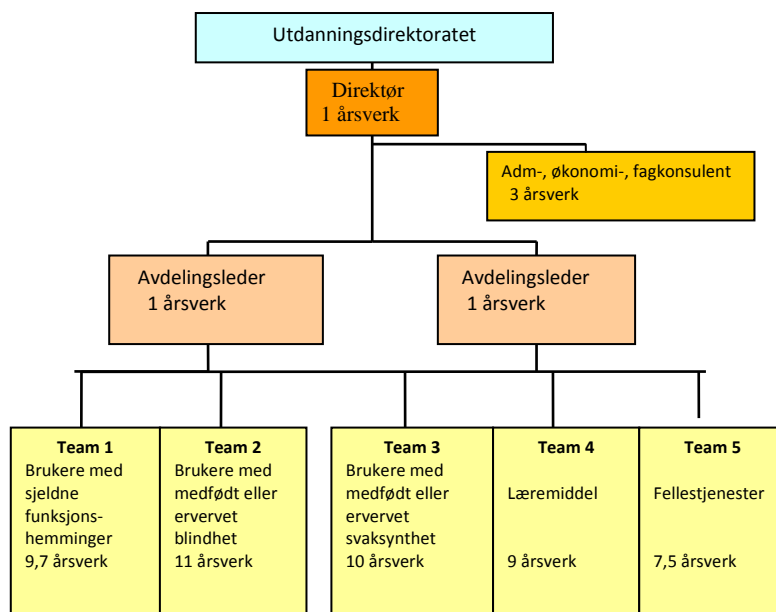 Utdanningsdirektoratet
Direktør
1 årsverk
Adm-, økonomi-, fagkonsulent
3 årsverk
Avdelingsleder
1 årsverk
Avdelingsleder
1 årsverk
Team 1
Brukere med
sjeldne
funksjons-
hemminger
9,7 årsverk
Team 2
Brukere med
medfødt eller
ervervet
blindhet
11 årsverk
Team 3
Brukere med
medfødt eller
ervervet
svaksynthet
10 årsverk
Team 4
Læremiddel
9 årsverk
Team 5
Fellestjenester
7,5 årsverk